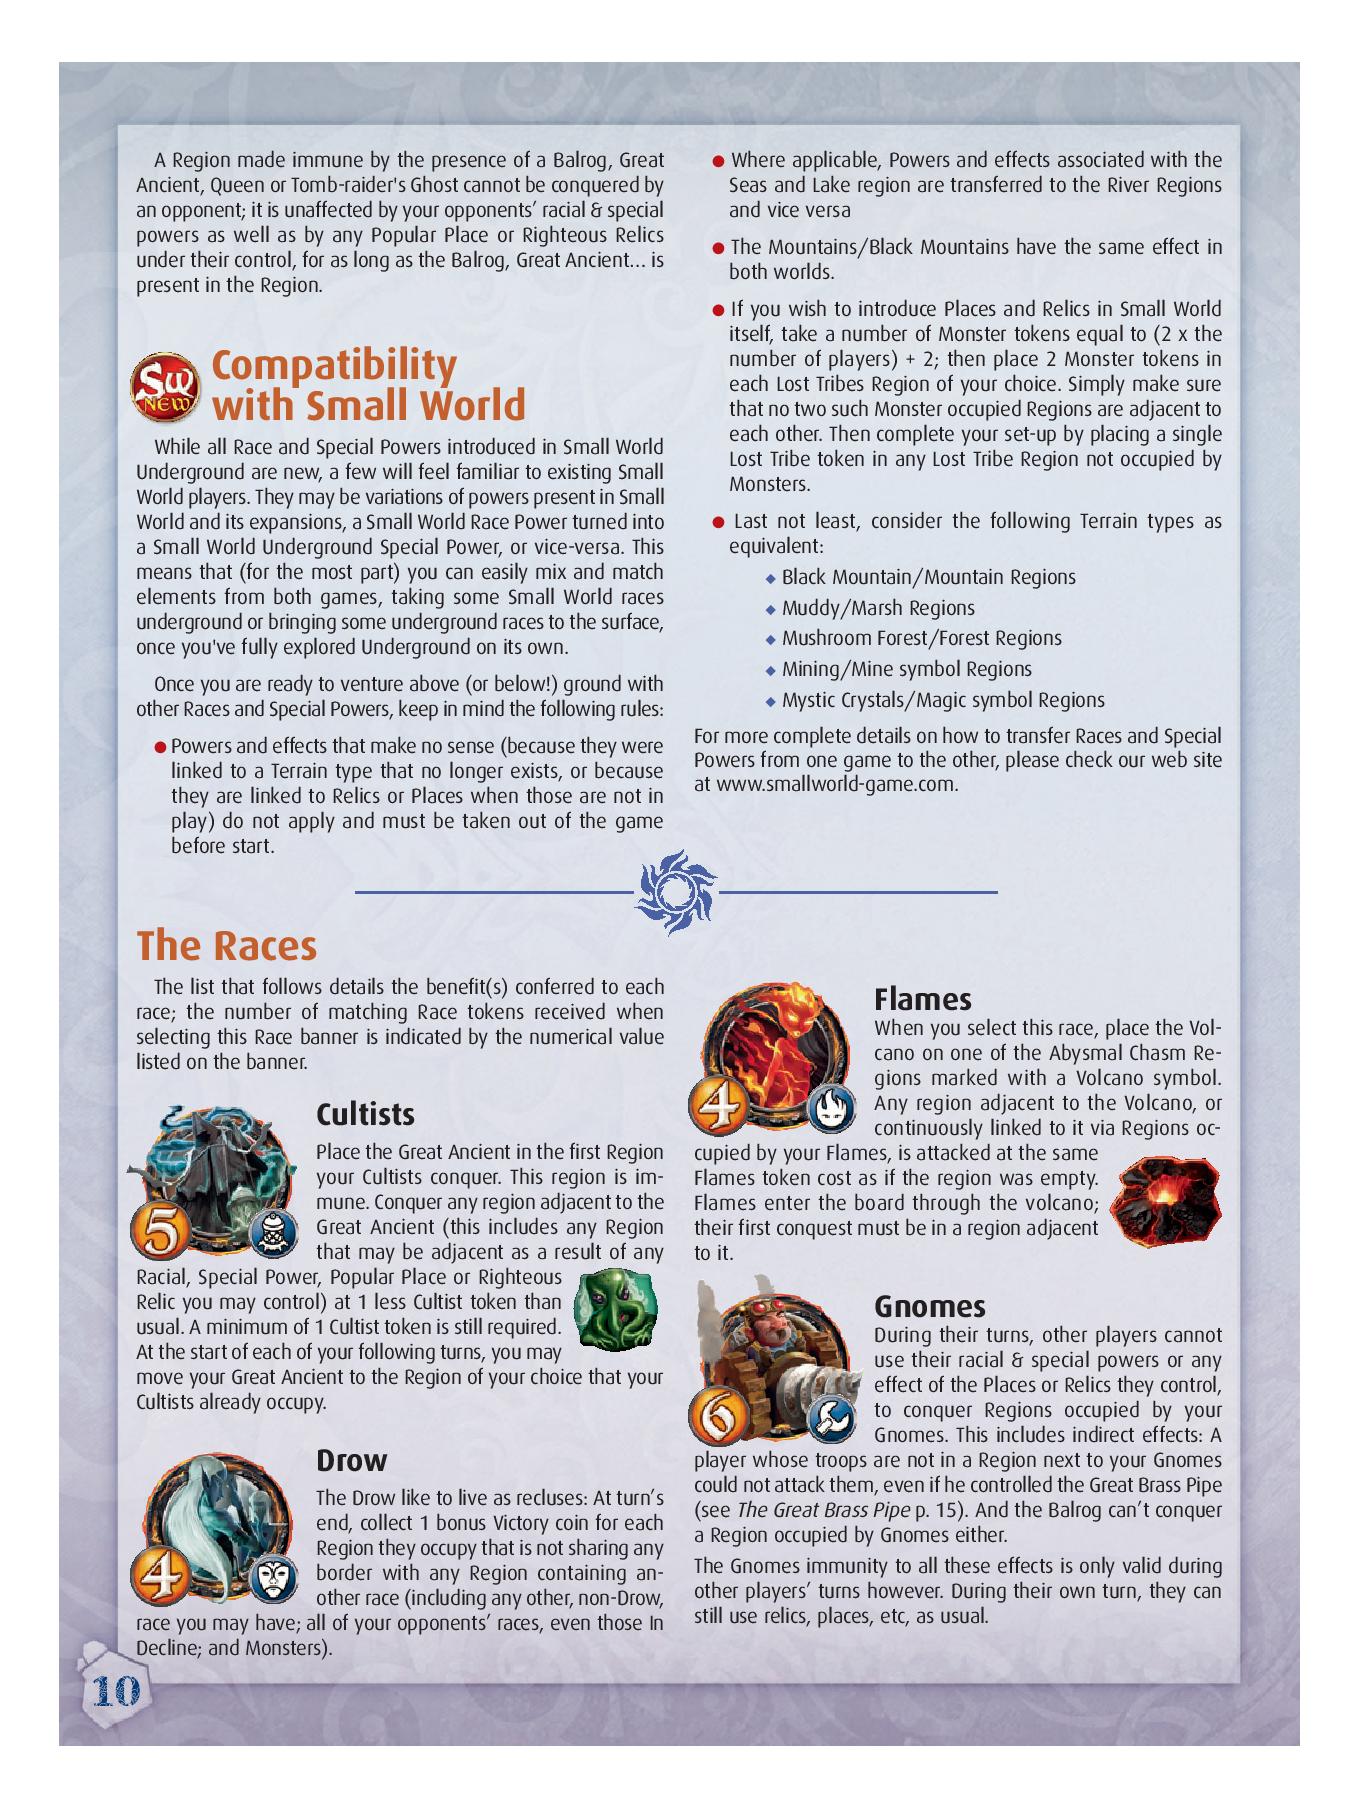 A Region made immune by the presence of a Balrog, Great
Ancient, Queen or Tomb-raider's Ghost cannot be conquered by
an opponent; it is unaffected by your opponents’ racial & special
powers as well as by any Popular Place or Righteous Relics
under their control, for as long as the Balrog, Great Ancient... is
present in the Region.
SW
NEW
Compatibility
with Small World
While all Race and Special Powers introduced in Small World
Underground are new, a few will feel familiar to existing Small
World players. They may be variations of powers present in Small
World and its expansions, a Small World Race Power turned into
a Small World Underground Special Power, or vice-versa. This
means that (for the most part) you can easily mix and match
elements from both games, taking some Small World races
underground or bringing some underground races to the surface,
once you've fully explored Underground on its own.
Once you are ready to venture above (or below!) ground with
other Races and Special Powers, keep in mind the following rules:
● Powers and effects that make no sense (because they were
linked to a Terrain type that no longer exists, or because
they are linked to Relics or Places when those are not in
play) do not apply and must be taken out of the game
before start.
● Where applicable, Powers and effects associated with the
Seas and Lake region are transferred to the River Regions
and vice versa
● The Mountains/Black Mountains have the same effect in
both worlds.
● If you wish to introduce Places and Relics in Small World
itself, take a number of Monster tokens equal to (2 x the
number of players) + 2; then place 2 Monster tokens in
each Lost Tribes Region of your choice. Simply make sure
that no two such Monster occupied Regions are adjacent to
each other. Then complete your set-up by placing a single
Lost Tribe token in any Lost Tribe Region not occupied by
Monsters.
● Last not least, consider the following Terrain types as
equivalent:
◆ Black Mountain/Mountain Regions
◆ Muddy/Marsh Regions
◆ Mushroom Forest/Forest Regions
◆ Mining/Mine symbol Regions
◆ Mystic Crystals/Magic symbol Regions
For more complete details on how to transfer Races and Special
Powers from one game to the other, please check our web site
at www.smallworld-game.com.
The Races
The list that follows details the benefit(s) conferred to each
race; the number of matching Race tokens received when
selecting this Race banner is indicated by the numerical value
listed on the banner.
5
Cultists
Place the Great Ancient in the first Region
your Cultists conquer. This region is im-
mune. Conquer any region adjacent to the
Great Ancient (this includes any Region
that may be adjacent as a result of any
Racial, Special Power, Popular Place or Righteous
Relic you may control) at 1 less Cultist token than
usual. A minimum of 1 Cultist token is still required.
At the start of each of your following turns, you may
move your Great Ancient to the Region of your choice that your
Cultists already occupy.
4
Drow
The Drow like to live as recluses: At turn’s
end, collect 1 bonus Victory coin for each
Region they occupy that is not sharing any
border with any Region containing an-
other race (including any other, non-Drow,
race you may have; all of your opponents’ races, even those In
Decline; and Monsters).
4
Flames
When you select this race, place the Vol-
cano on one of the Abysmal Chasm Re-
gions marked with a Volcano symbol.
Any region adjacent to the Volcano, or
continuously linked to it via Regions oc-
cupied by your Flames, is attacked at the same
Flames token cost as if the region was empty.
Flames enter the board through the volcano;
their first conquest must be in a region adjacent
to it.
6
Gnomes
During their turns, other players cannot
use their racial & special powers or any
effect of the Places or Relics they control,
to conquer Regions occupied by your
Gnomes. This includes indirect effects: A
player whose troops are not in a Region next to your Gnomes
could not attack them, even if he controlled the Great Brass Pipe
(see The Great Brass Pipe p. 15). And the Balrog can’t conquer
a Region occupied by Gnomes either.
The Gnomes immunity to all these effects is only valid during
other players’ turns however. During their own turn, they can
still use relics, places, etc, as usual.
10